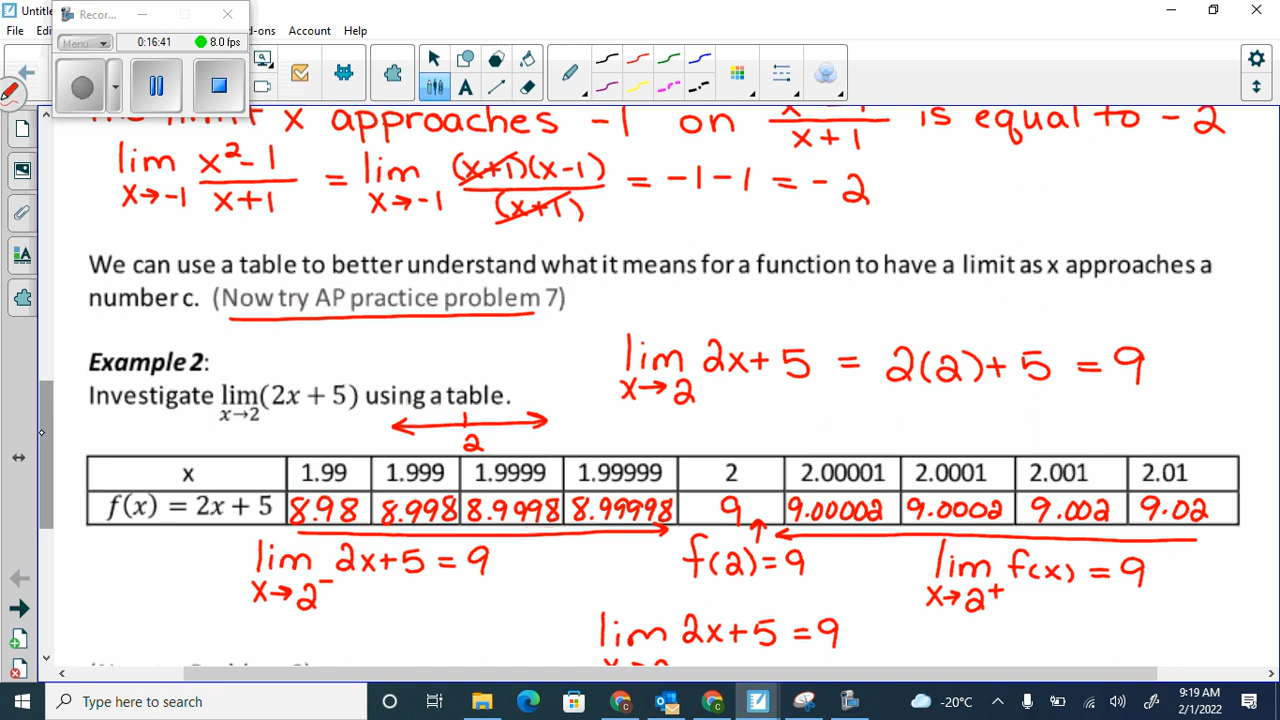 Untitle
Recor...
File
Account
Help
Menu
0:16:41
8.0 fps
approaches -1 on
x + 1
is equal to -2
lim x→-1 x² - 1 / x + 1 = lim x→-1 (x+1)(x-1) / (x+1) = -1 - 1 = -2
We can use a table to better understand what it means for a function to have a limit as x approaches a
number c. (Now try AP practice problem 7)
Example 2:
lim x→2 2x + 5 = 2(2) + 5 = 9
Investigate lim x→2 (2x + 5) using a table.
2
x 1.99 1.999 1.9999 1.99999 2 2.00001 2.0001 2.001 2.01
f(x) = 2x + 5 8.98 8.998 8.9998 8.99998 9 9.00002 9.0002 9.002 9.02
lim x→2⁻ 2x + 5 = 9 f(2) = 9 lim x→2⁺ f(x) = 9
lim 2x + 5 = 9
Type here to search
-20°C
9:19 AM
2/1/2022